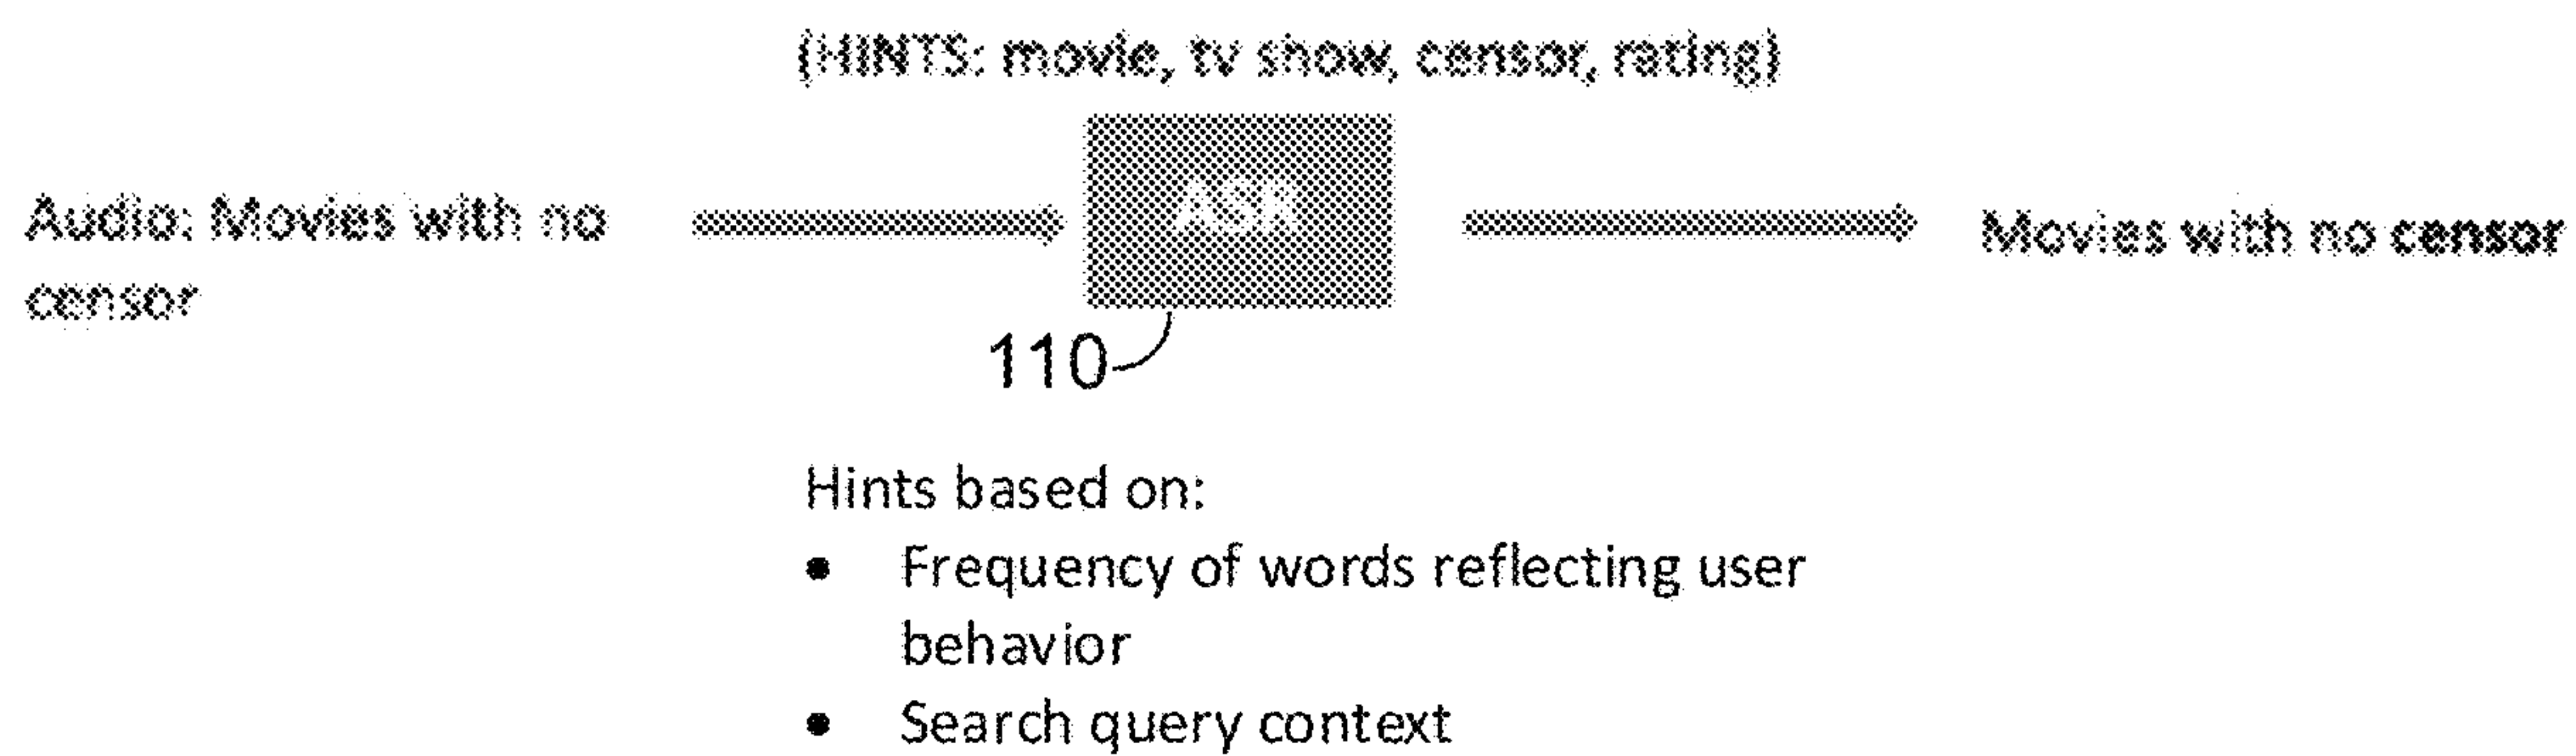 (HINTS: movie, tv show, censor, rating)
Audio: Movies with no
censor
ASR
Movies with no censor
110
Hints based on:
• Frequency of words reflecting user
behavior
• Search query context